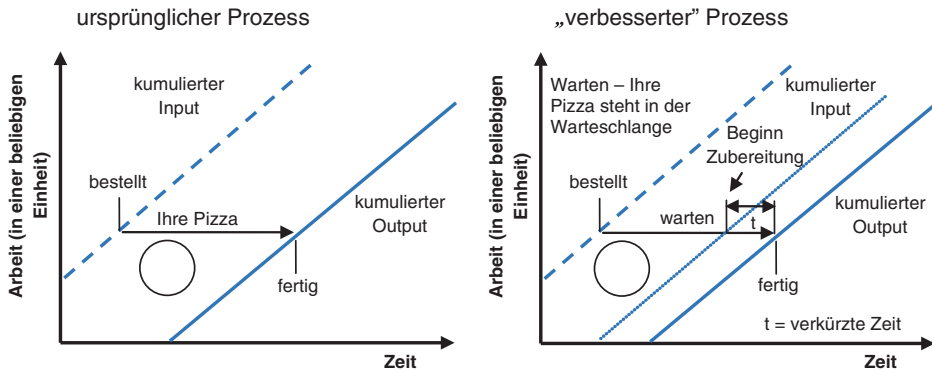 ursprünglicher Prozess
Arbeit (in einer beliebigen
Einheit)
kumulierter
Input
bestellt
Ihre Pizza
kumulierter
Output
fertig
Zeit
„verbesserter” Prozess
Arbeit (in einer beliebigen
Einheit)
Warten – Ihre
Pizza steht in der
Warteschlange
kumulierter
Input
Beginn
Zubereitung
bestellt
warten
t
kumulierter
Output
fertig
t = verkürzte Zeit
Zeit